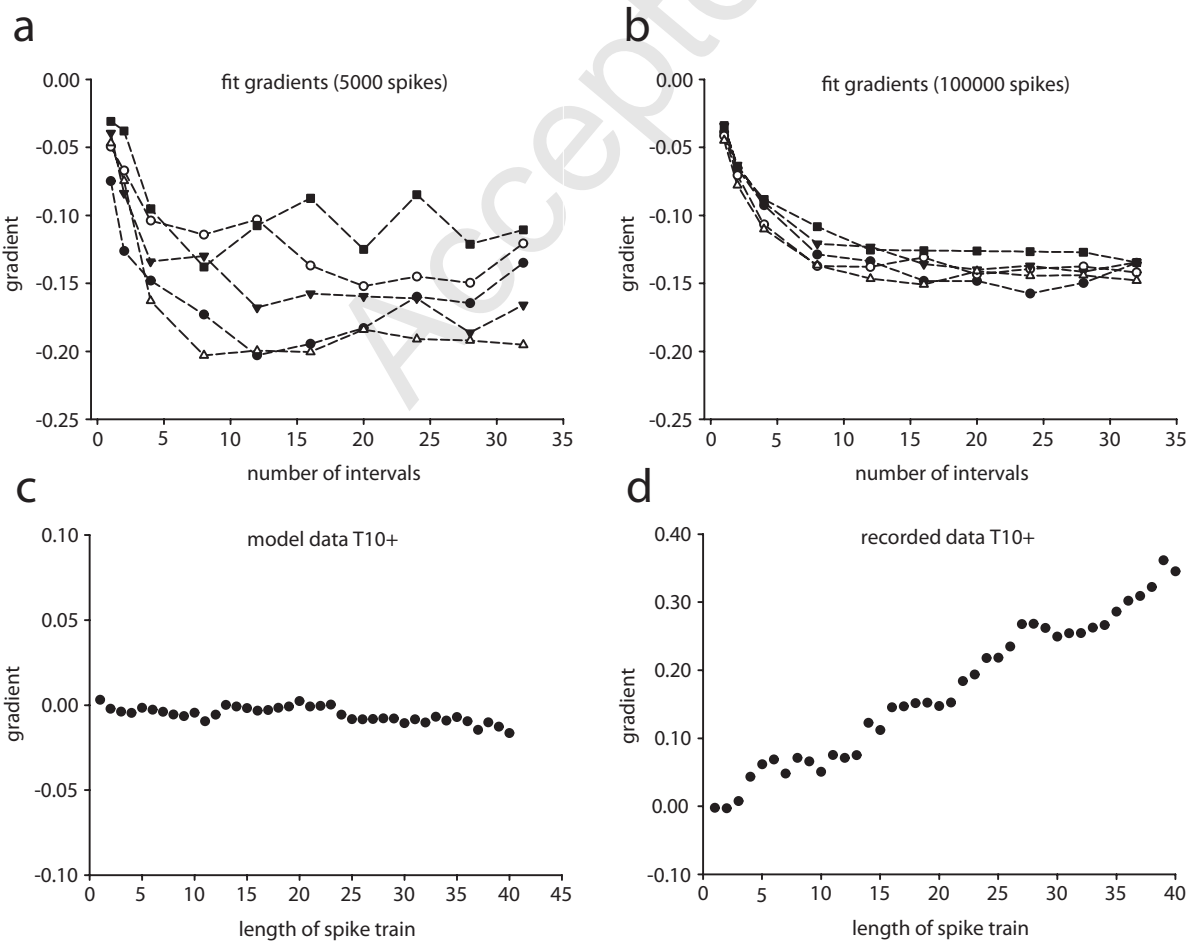 a
fit gradients (5000 spikes)
0.00
-0.05
-0.10
-0.15
-0.20
-0.25
gradient
0 5 10 15 20 25 30 35
number of intervals
b
fit gradients (100000 spikes)
0.00
-0.05
-0.10
-0.15
-0.20
-0.25
gradient
0 5 10 15 20 25 30 35
number of intervals
Accepte
c
model data T10+
0.10
0.05
0.00
-0.05
-0.10
gradient
0 5 10 15 20 25 30 35 40 45
length of spike train
d
recorded data T10+
0.40
0.30
0.20
0.10
0.00
-0.10
gradient
0 5 10 15 20 25 30 35 40
length of spike train